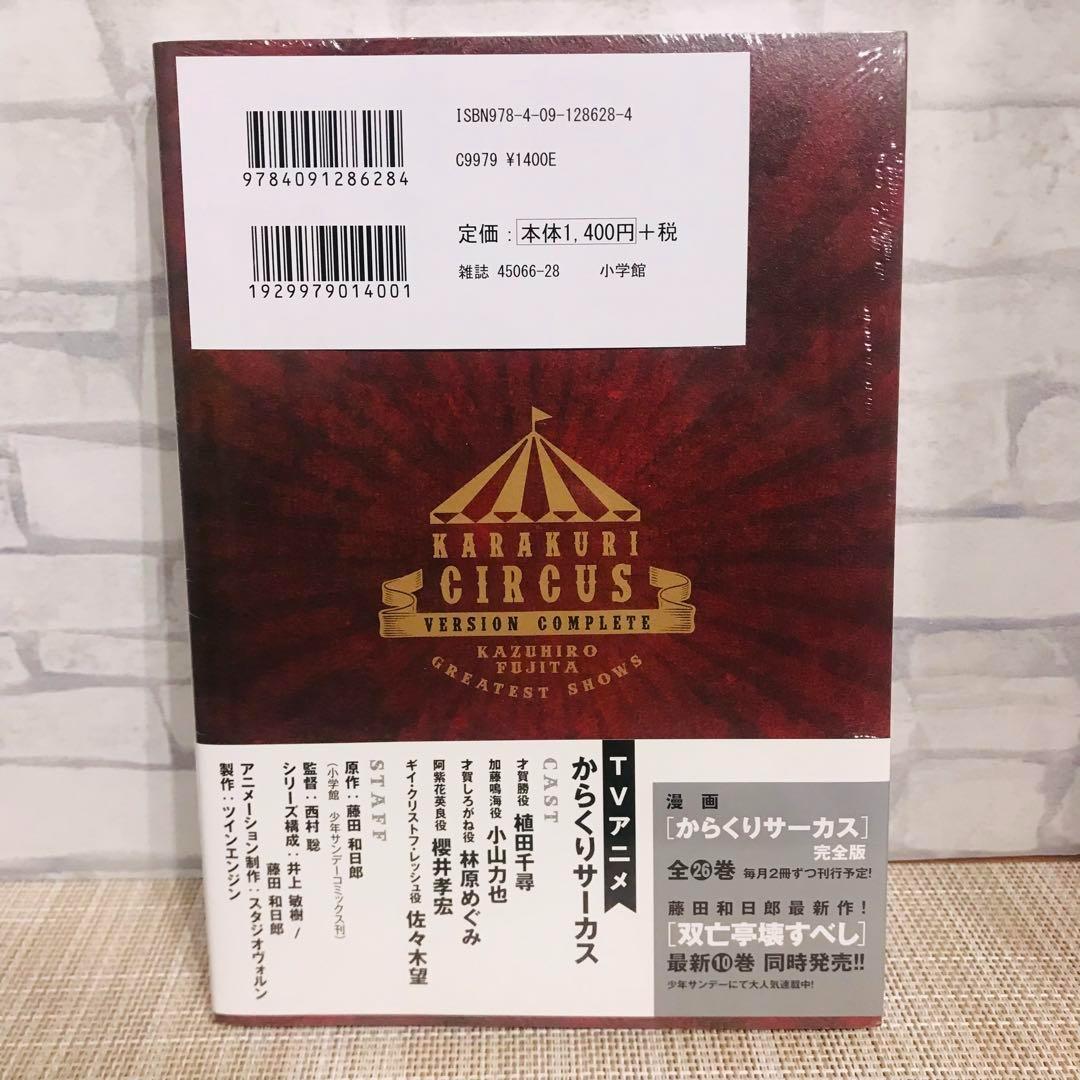 ISBN978-4-09-128628-4
9784091286284
C9979 ¥1400E
定価：本体1,400円＋税
1929979014001
雑誌 45066-28 小学館
KARAKURI
CIRCUS
VERSION COMPLETE
KAZUHIRO
FUJITA
GREATEST SHOWS
漫画
［からくりサーカス］
完全版
全26巻 毎月2冊ずつ刊行予定!
藤田和日郎最新作!
［双亡亭壊すべし］
最新10巻 同時発売!!
少年サンデーにて大人気連載中!
TVアニメ
からくりサーカス
CAST
才賀勝役 植田千尋
加藤鳴海役 小山力也
才賀しろがね役 林原めぐみ
阿紫花英良役 櫻井孝宏
ギイ・クリストフ・レッシュ役 佐々木望
STAFF
原作：藤田 和日郎
（小学館 少年サンデーコミックス刊）
監督：西村 聡
シリーズ構成：井上 敏樹/
藤田 和日郎
アニメーション制作：スタジオヴォルン
製作：ツインエンジン